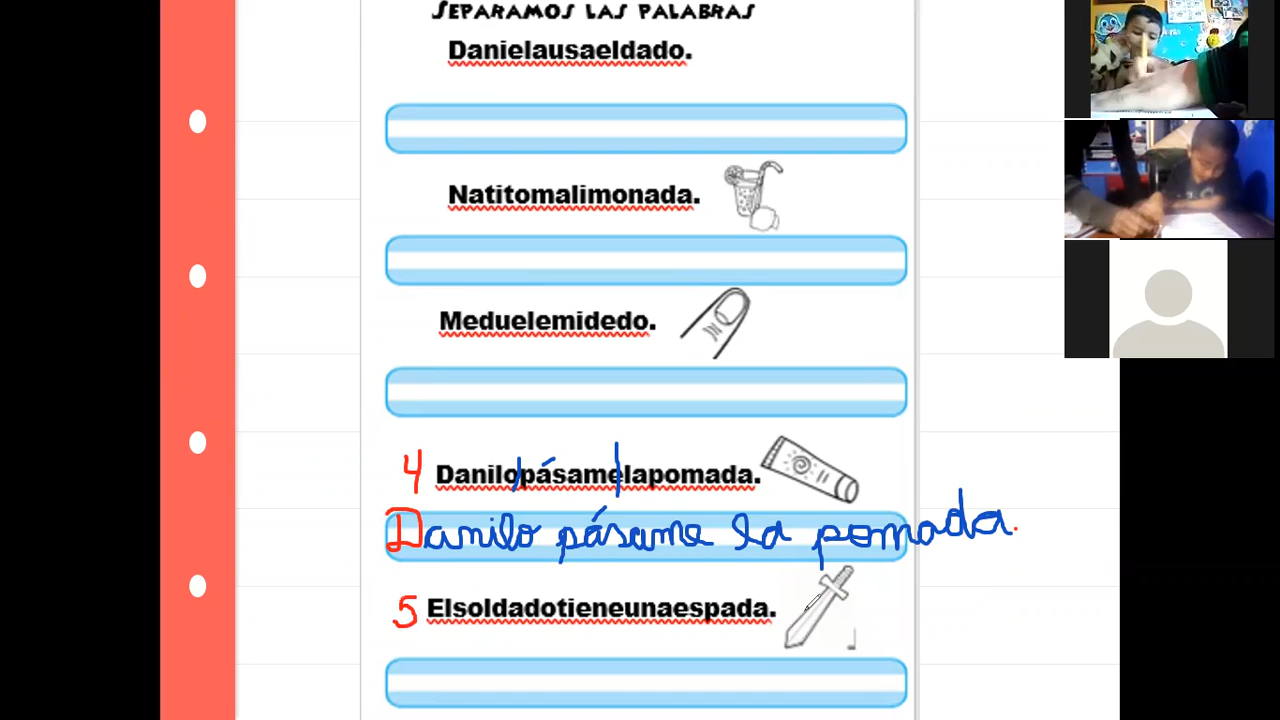 SEPARAMOS LAS PALABRAS
Danielausaeldado.
Natitomalimonada.
Meduelemidedo.
4 Danilopásamelapomada.
Danilo pásame la pomada.
5 Elsoldadotieneunaespada.